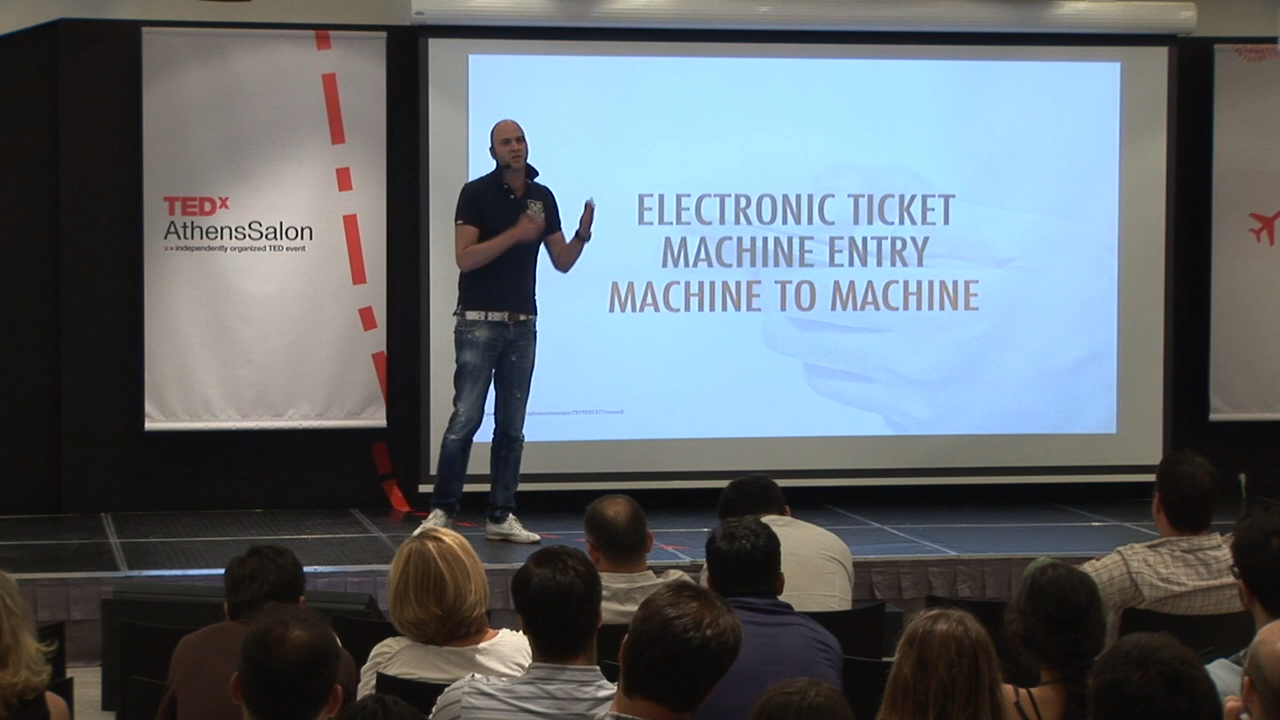 TEDx
AthensSalon
x = independently organized TED event
ELECTRONIC TICKET
MACHINE ENTRY
MACHINE TO MACHINE